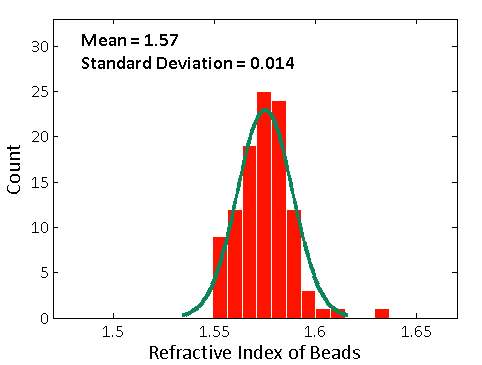 Mean = 1.57
Standard Deviation = 0.014
30
25
20
15
10
5
0
Count
1.5 1.55 1.6 1.65
Refractive Index of Beads